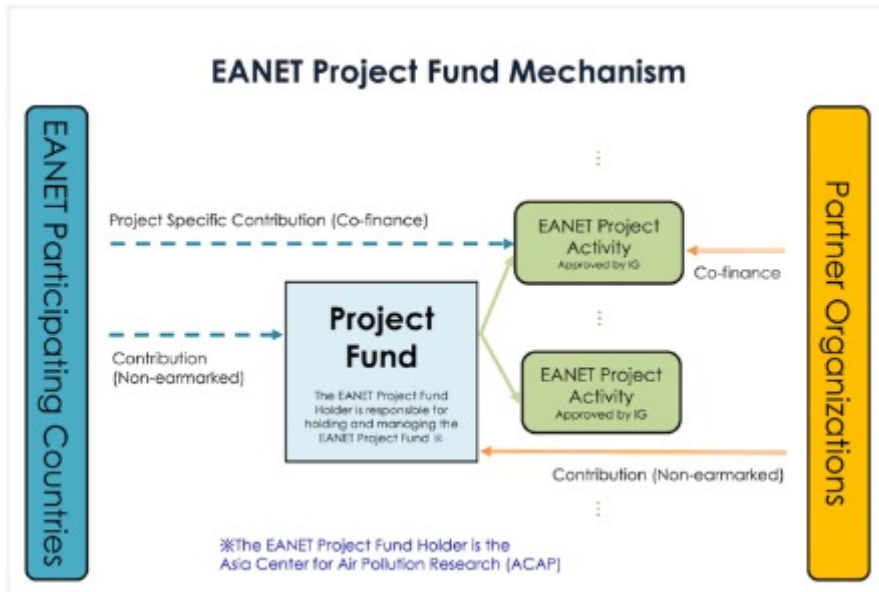 EANET Project Fund Mechanism
EANET Participating Countries
Project Specific Contribution (Co-finance)
Contribution
(Non-earmarked)
Project
Fund
The EANET Project Fund
Holder is responsible for
holding and managing the
EANET Project Fund ※
EANET Project
Activity
Approved by IG
EANET Project
Activity
Approved by IG
Co-finance
Contribution (Non-earmarked)
Partner Organizations
※The EANET Project Fund Holder is the
Asia Center for Air Pollution Research (ACAP)